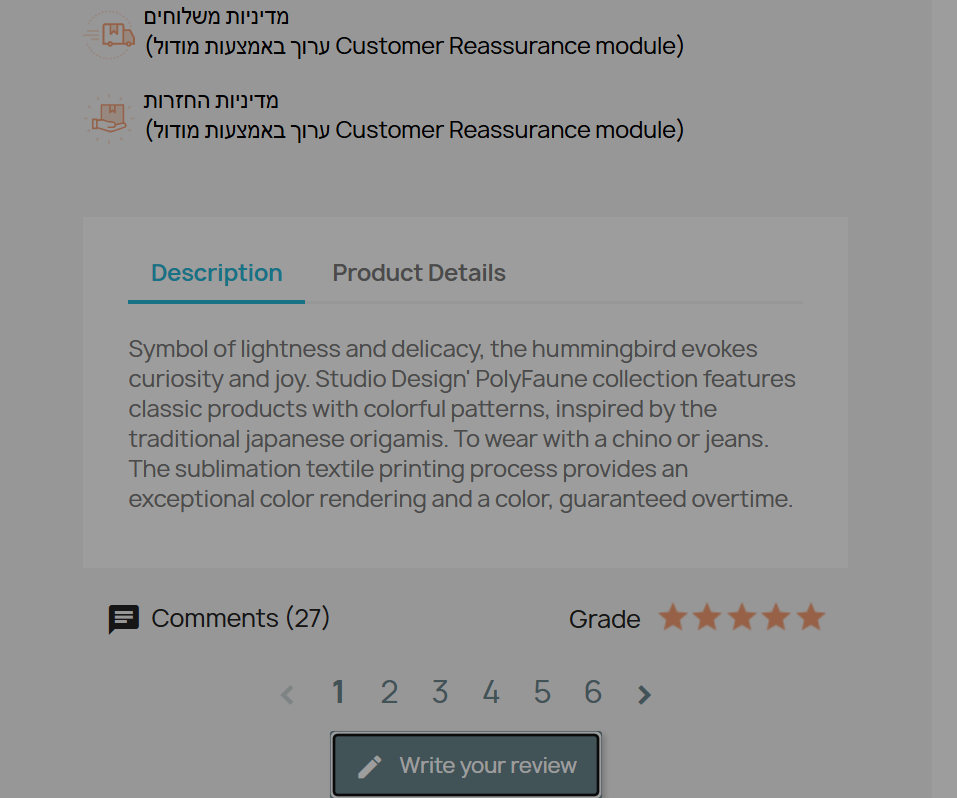 מדיניות משלוחים
(ערוך באמצעות מודול Customer Reassurance module)
מדיניות החזרות
(ערוך באמצעות מודול Customer Reassurance module)
Description Product Details
Symbol of lightness and delicacy, the hummingbird evokes
curiosity and joy. Studio Design' PolyFaune collection features
classic products with colorful patterns, inspired by the
traditional japanese origamis. To wear with a chino or jeans.
The sublimation textile printing process provides an
exceptional color rendering and a color, guaranteed overtime.
Comments (27) Grade
1 2 3 4 5 6
Write your review